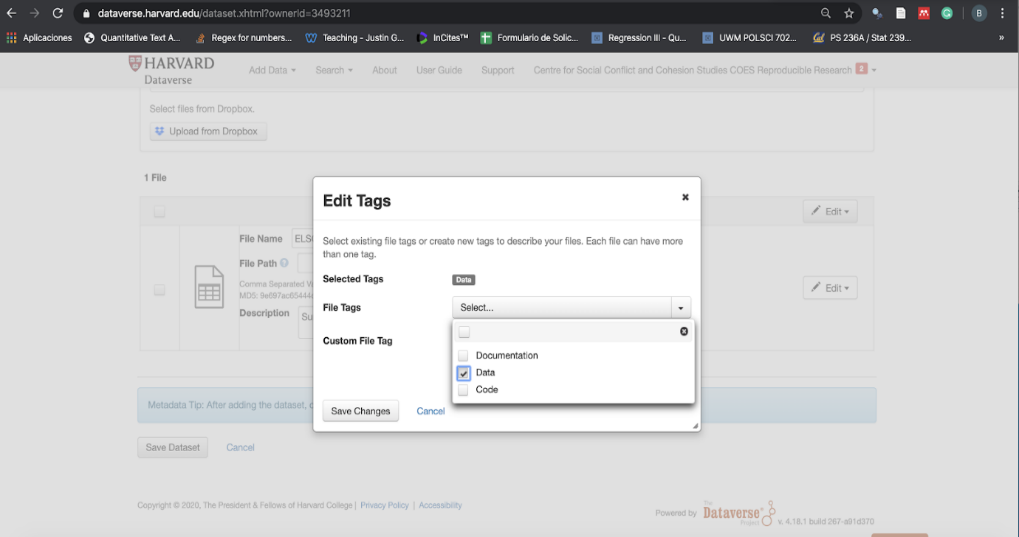 dataverse.harvard.edu/dataset.xhtml?ownerId=3493211
B
Aplicaciones
Quantitative Text A...
Regex for numbers...
Teaching - Justin G...
InCites™
Formulario de Solic...
Regression III - Qu...
UWM POLSCI 702...
PS 236A / Stat 239...
»
HARVARD
Dataverse
Add Data
Search
About
User Guide
Support
Centre for Social Conflict and Cohesion Studies COES Reproducible Research 2
Select files from Dropbox.
Upload from Dropbox
1 File
Edit
File Name
File Path
Comma Separated
Description
Su
Edit
Edit Tags
Select existing file tags or create new tags to describe your files. Each file can have more
than one tag.
Selected Tags Data
File Tags Select...
Custom File Tag
Documentation
Data
Code
Save Changes Cancel
Metadata Tip: After adding the dataset,
Save Dataset Cancel
Copyright © 2020, The President & Fellows of Harvard College | Privacy Policy | Accessibility
Powered by The Dataverse Project v. 4.18.1 build 267-a91d370